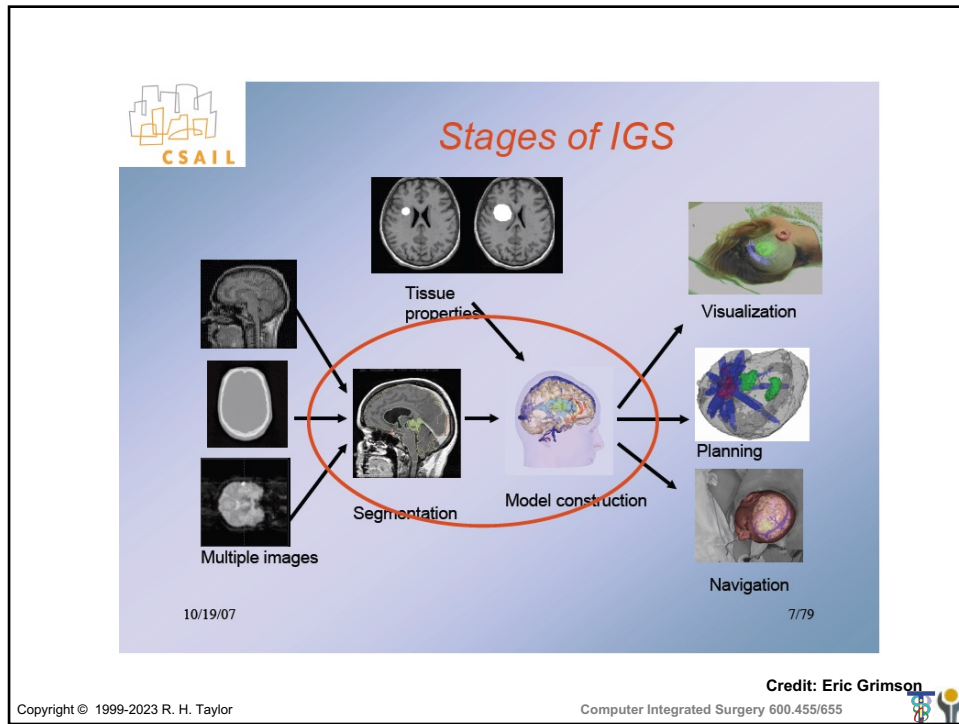 CSAIL
Stages of IGS
Tissue
properties
Visualization
Planning
Segmentation
Model construction
Multiple images
Navigation
10/19/07
7/79
Credit: Eric Grimson
Copyright © 1999-2023 R. H. Taylor
Computer Integrated Surgery 600.455/655